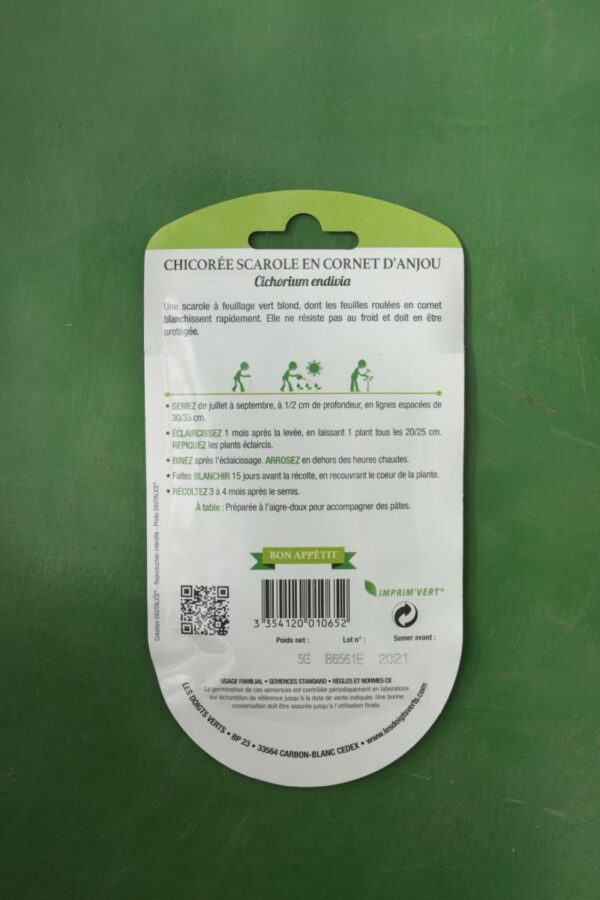 CHICORÉE SCAROLE EN CORNET D'ANJOU
Cichorium endivia
Une scarole à feuillage vert blond, dont les feuilles roulées en cornet
blanchissent rapidement. Elle ne résiste pas au froid et doit en être
protégée.
• SEMEZ de juillet à septembre, à 1/2 cm de profondeur, en lignes espacées de
30/35 cm.
• ÉCLAIRCISSEZ 1 mois après la levée, en laissant 1 plant tous les 20/25 cm.
REPIQUEZ les plants éclaircis.
• BINEZ après l'éclaicissage. ARROSEZ en dehors des heures chaudes.
• Faites BLANCHIR 15 jours avant la récolte, en recouvrant le coeur de la plante.
• RÉCOLTEZ 3 à 4 mois après le semis.
À table : Préparée à l'aigre-doux pour accompagner des pâtes.
Création DIGITALICE® - Reproduction interdite - Photo DIGITALICE®
BON APPÉTIT
IMPRIM'VERT®
3 354120 010652
Poids net : Lot n° : Semer avant :
5G B6561E 2021
USAGE FAMILIAL • SEMENCES STANDARD • RÈGLES ET NORMES CE
La germination de ces semences est contrôlée périodiquement en laboratoire
sur échantillon de référence jusqu'à la date de vente indiquée. Une bonne
conservation doit être assurée jusqu'à l'utilisation finale.
LES DOIGTS VERTS • BP 23 • 33564 CARBON-BLANC CEDEX • www.lesdoigtsverts.com